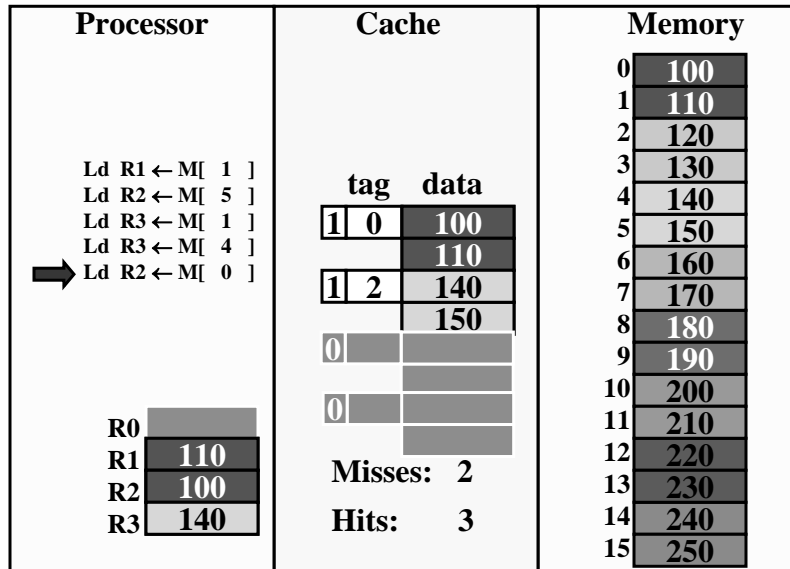 Processor
Ld R1 ← M[ 1 ]
Ld R2 ← M[ 5 ]
Ld R3 ← M[ 1 ]
Ld R3 ← M[ 4 ]
Ld R2 ← M[ 0 ]
R0
R1 110
R2 100
R3 140
Cache
tag data
1 0 100
110
1 2 140
150
0
0
Misses: 2
Hits: 3
Memory
0 100
1 110
2 120
3 130
4 140
5 150
6 160
7 170
8 180
9 190
10 200
11 210
12 220
13 230
14 240
15 250